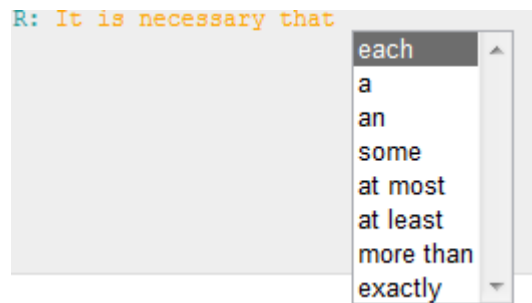 R: It is necessary that
each
a
an
some
at most
at least
more than
exactly